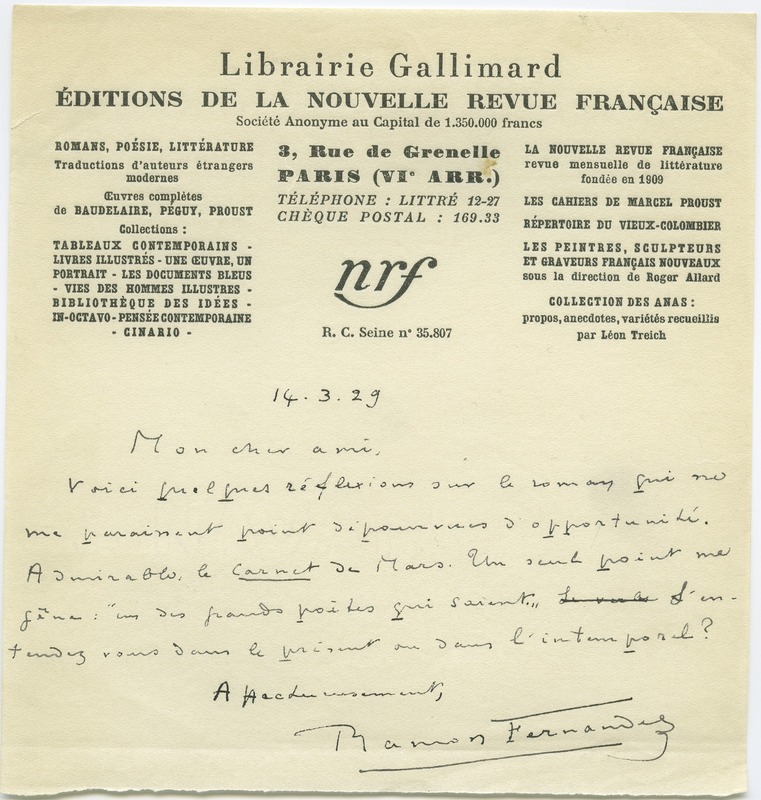 Librairie Gallimard
ÉDITIONS DE LA NOUVELLE REVUE FRANÇAISE
Société Anonyme au Capital de 1.350.000 francs
ROMANS, POÉSIE, LITTÉRATURE
Traductions d'auteurs étrangers
modernes
Œuvres complètes
de BAUDELAIRE, PÉGUY, PROUST
Collections :
TABLEAUX CONTEMPORAINS -
LIVRES ILLUSTRÉS - UNE ŒUVRE, UN
PORTRAIT - LES DOCUMENTS BLEUS
- VIES DES HOMMES ILLUSTRES -
BIBLIOTHÈQUE DES IDÉES -
IN-OCTAVO - PENSÉE CONTEMPORAINE
- CINARIO -
3, Rue de Grenelle
PARIS (VIe ARR.)
TÉLÉPHONE : LITTRÉ 12-27
CHÈQUE POSTAL : 169.33
nrf
R. C. Seine n° 35.807
LA NOUVELLE REVUE FRANÇAISE
revue mensuelle de littérature
fondée en 1909
LES CAHIERS DE MARCEL PROUST
RÉPERTOIRE DU VIEUX-COLOMBIER
LES PEINTRES, SCULPTEURS
ET GRAVEURS FRANÇAIS NOUVEAUX
sous la direction de Roger Allard
COLLECTION DES ANAS :
propos, anecdotes, variétés recueillis
par Léon Treich
14.3.29
Mon cher ami,
Voici quelques réflexions sur le roman qui ne
me paraissent point dépourvues d'opportunité.
Admirable, le Carnet de Mars. Un seul point me
gêne : "un des grands poètes qui soient„ L'en-
tendez vous dans le présent ou dans l'intemporel ?
Affectueusement,
Ramon Fernandez